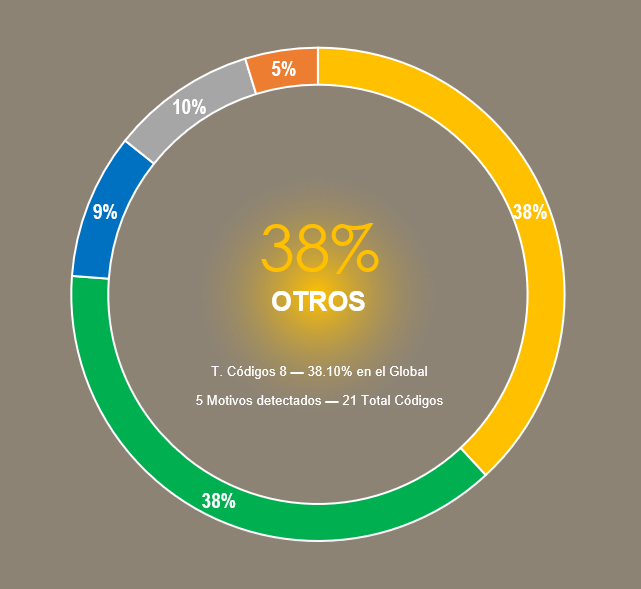 5%
10%
9%
38%
38%
OTROS
T. Códigos 8 — 38.10% en el Global
5 Motivos detectados — 21 Total Códigos
38%